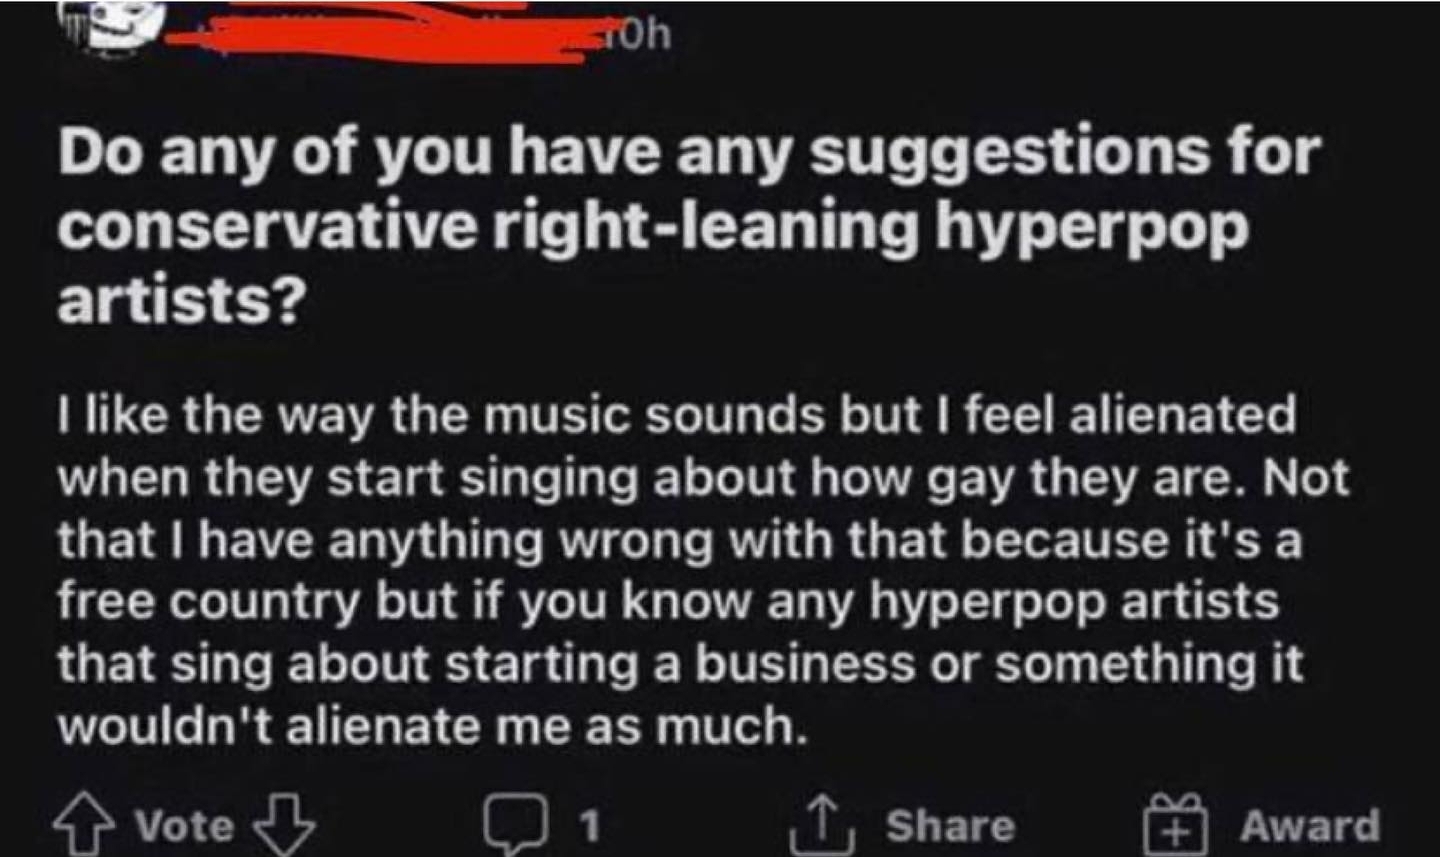 10h
Do any of you have any suggestions for
conservative right-leaning hyperpop
artists?
I like the way the music sounds but I feel alienated
when they start singing about how gay they are. Not
that I have anything wrong with that because it's a
free country but if you know any hyperpop artists
that sing about starting a business or something it
wouldn't alienate me as much.
Vote 1 Share Award